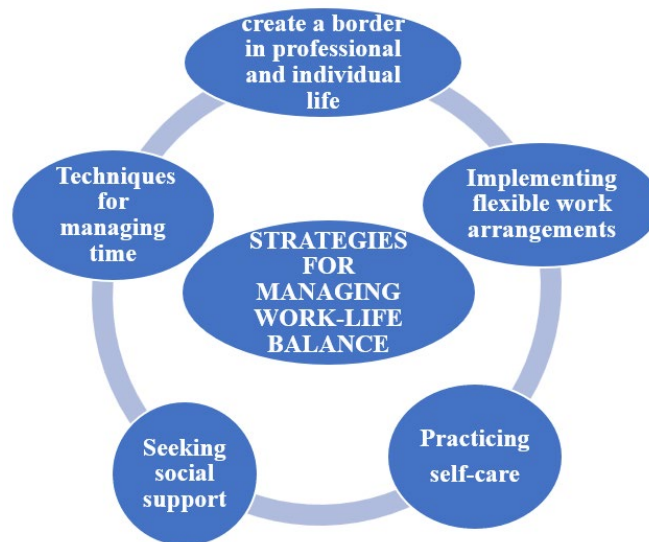 create a border
in professional
and individual
life
Techniques
for
managing
time
Implementing
flexible work
arrangements
STRATEGIES
FOR
MANAGING
WORK-LIFE
BALANCE
Seeking
social
support
Practicing
self-care